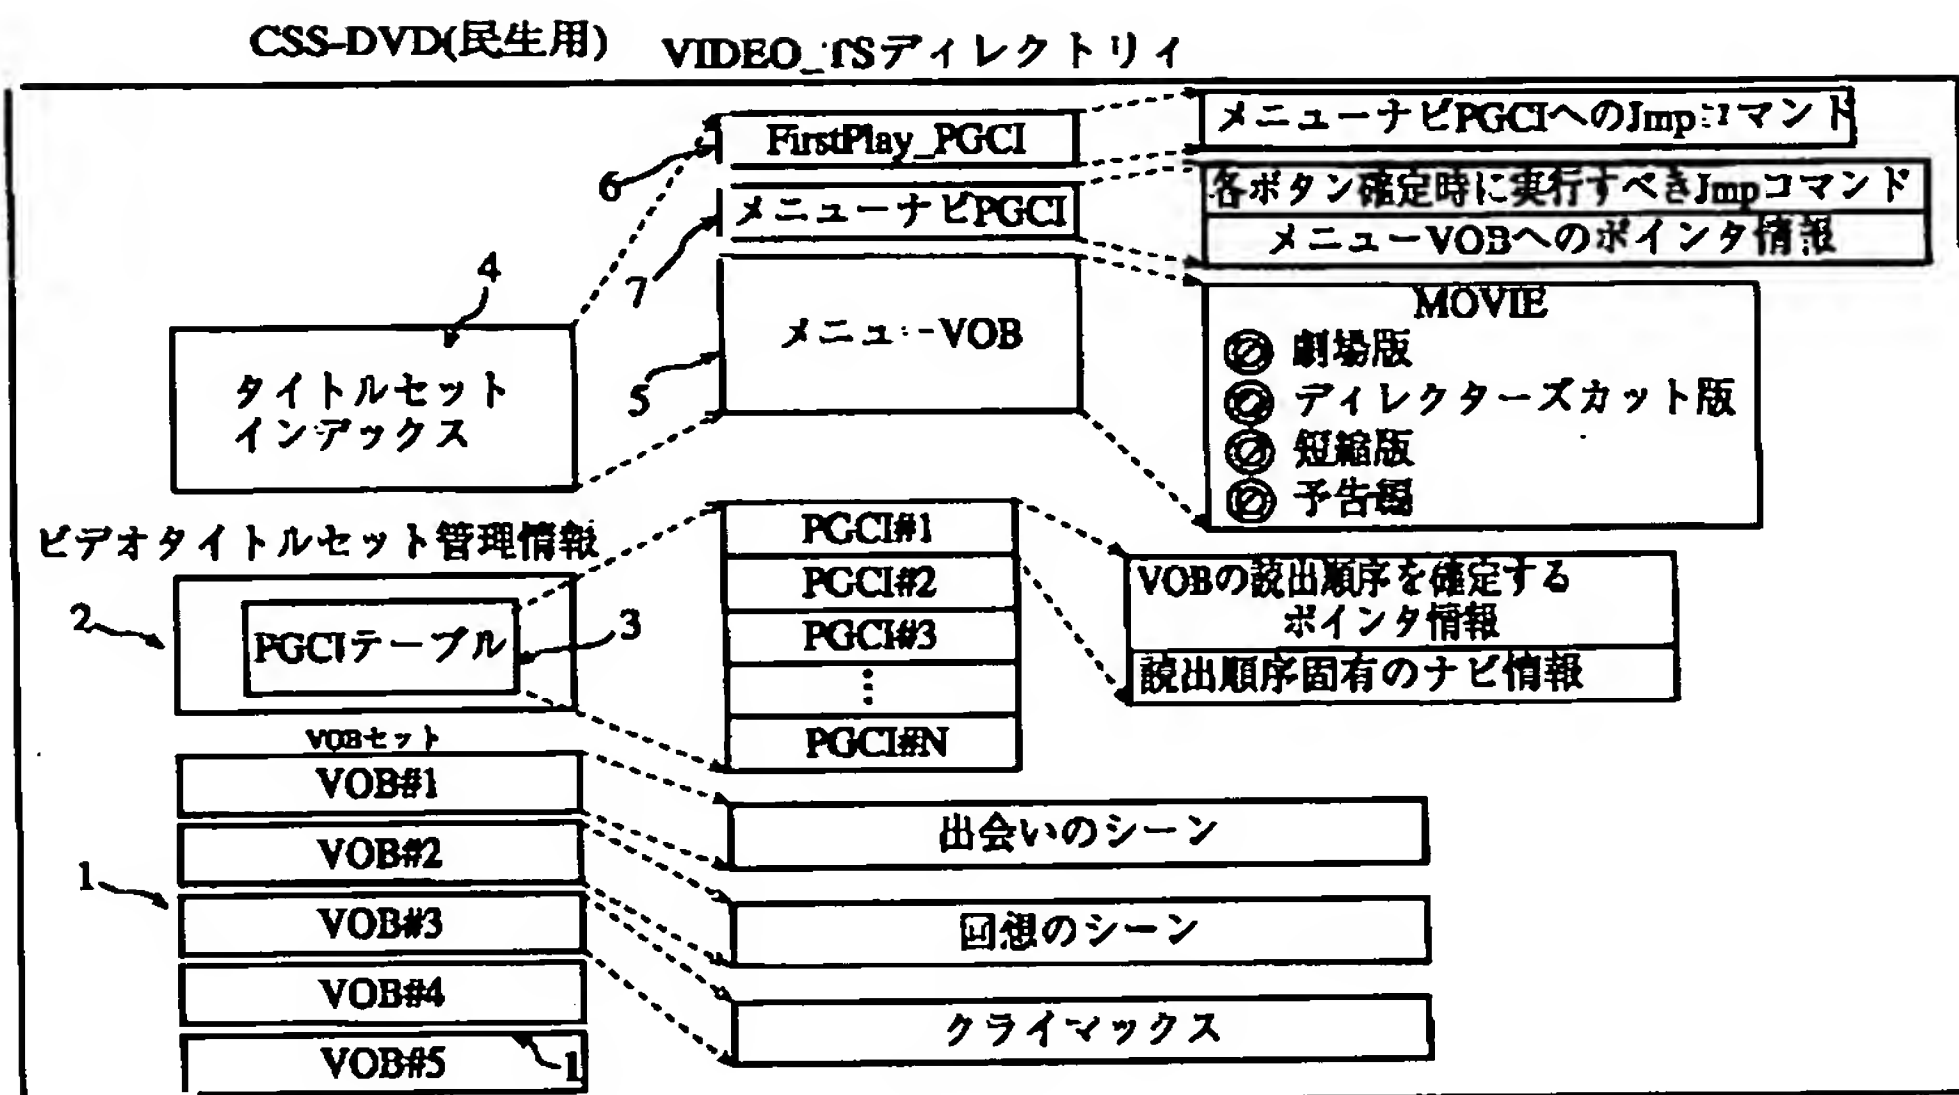 CSS-DVD(民生用)
VIDEO_TSディレクトリィ
FirstPlay_PGCI
メニューナビPGCIへのJmpコマンド
6
メニューナビPGCI
各ボタン確定時に実行すべきJmpコマンド
メニューVOBへのポインタ情報
7
4
メニューVOB
5
MOVIE
劇場版
ディレクターズカット版
短縮版
予告編
タイトルセット
インデックス
ビデオタイトルセット管理情報
2
PGCIテーブル
3
PGCI#1
PGCI#2
PGCI#3
⋮
PGCI#N
VOBの読出順序を確定する
ポインタ情報
読出順序固有のナビ情報
VOBセット
VOB#1
VOB#2
1
VOB#3
VOB#4
VOB#5
1
出会いのシーン
回想のシーン
クライマックス